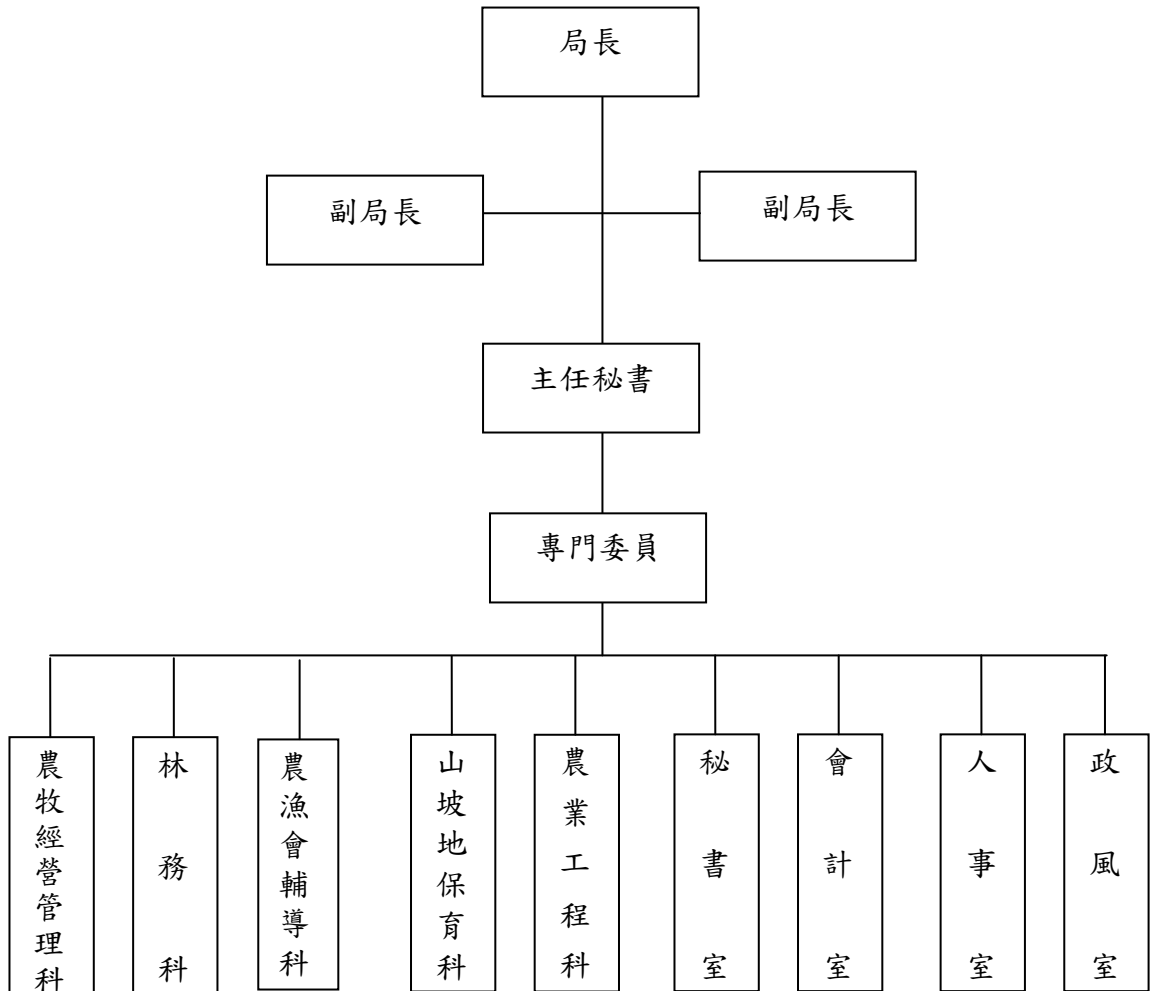 局長
副局長
副局長
主任秘書
專門委員
農牧經營管理科
林務科
農漁會輔導科
山坡地保育科
農業工程科
秘書室
會計室
人事室
政風室